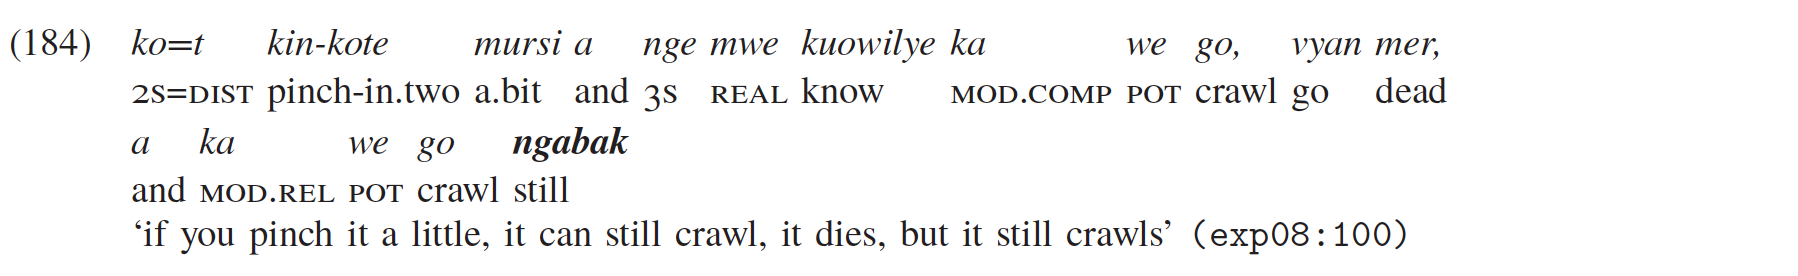 (184) ko=t kin-kote mursi a nge mwe kuowilye ka we go, vyan mer,
2S=DIST pinch-in.two a.bit and 3S REAL know MOD.COMP POT crawl go dead
a ka we go ngabak
and MOD.REL POT crawl still
‘if you pinch it a little, it can still crawl, it dies, but it still crawls’ (exp08:100)